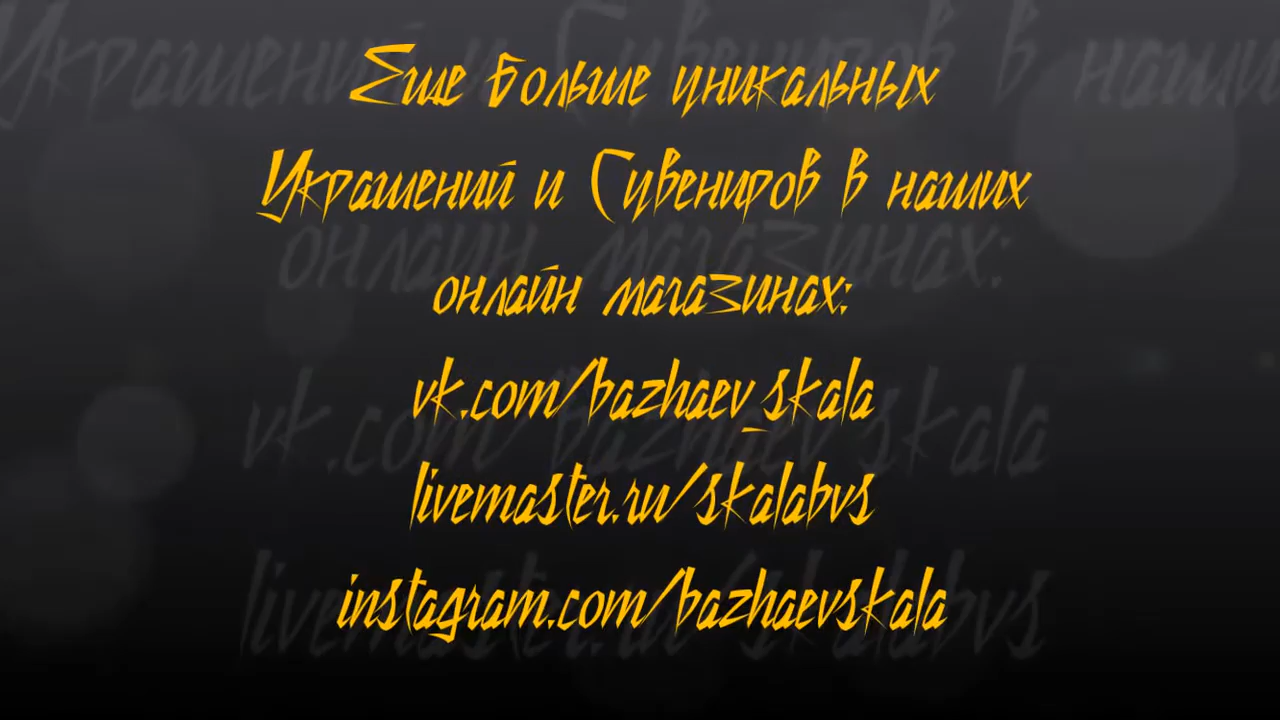 Еще больше уникальных
Украшений и Сувениров в наших
онлайн магазинах:
vk.com/bazhaev_skala
livemaster.ru/skalabvs
instagram.com/bazhaevskala